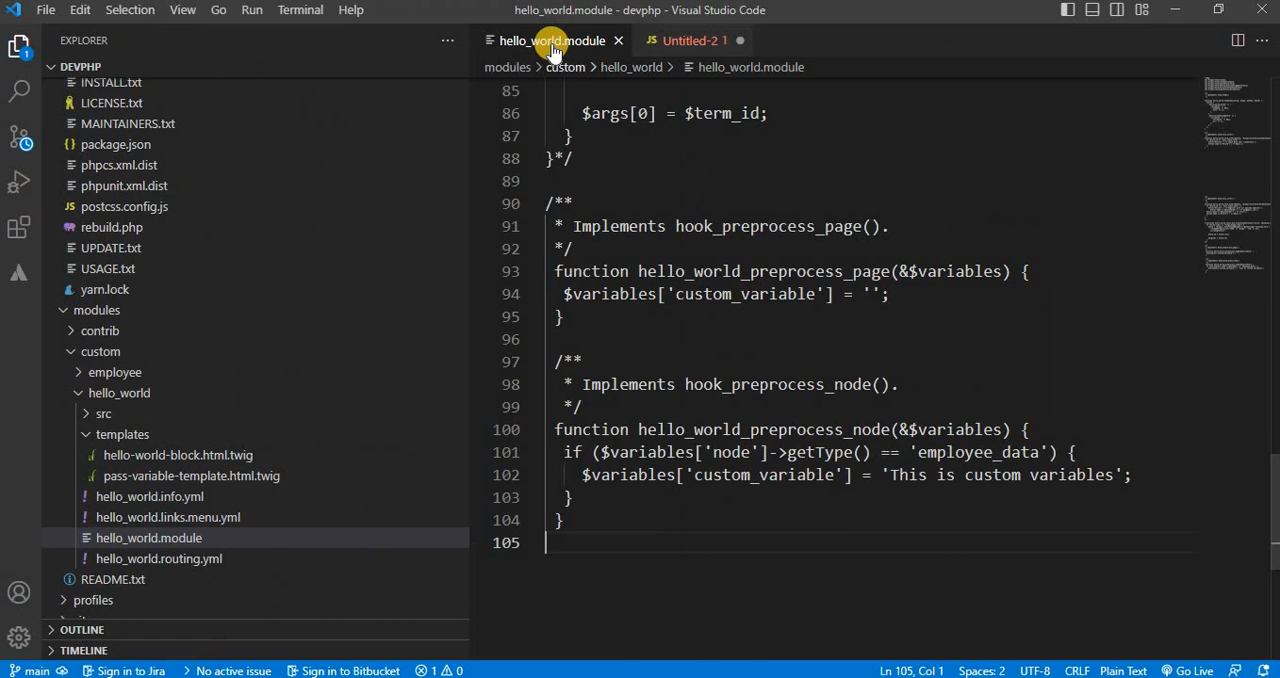 File Edit Selection View Go Run Terminal Help hello_world.module - devphp - Visual Studio Code
EXPLORER
DEVPHP
INSTALL.txt
LICENSE.txt
MAINTAINERS.txt
package.json
phpcs.xml.dist
phpunit.xml.dist
postcss.config.js
rebuild.php
UPDATE.txt
USAGE.txt
yarn.lock
modules
contrib
custom
employee
hello_world
src
templates
hello-world-block.html.twig
pass-variable-template.html.twig
hello_world.info.yml
hello_world.links.menu.yml
hello_world.module
hello_world.routing.yml
README.txt
profiles
OUTLINE
TIMELINE
hello_world.module JS Untitled-2 1
modules > custom > hello_world > hello_world.module
85
86 $args[0] = $term_id;
87 }
88 }*/
89
90 /**
91 * Implements hook_preprocess_page().
92 */
93 function hello_world_preprocess_page(&$variables) {
94 $variables['custom_variable'] = '';
95 }
96
97 /**
98 * Implements hook_preprocess_node().
99 */
100 function hello_world_preprocess_node(&$variables) {
101 if ($variables['node']->getType() == 'employee_data') {
102 $variables['custom_variable'] = 'This is custom variables';
103 }
104 }
105
main Sign in to Jira No active issue Sign in to Bitbucket 1 0 Ln 105, Col 1 Spaces: 2 UTF-8 CRLF Plain Text Go Live